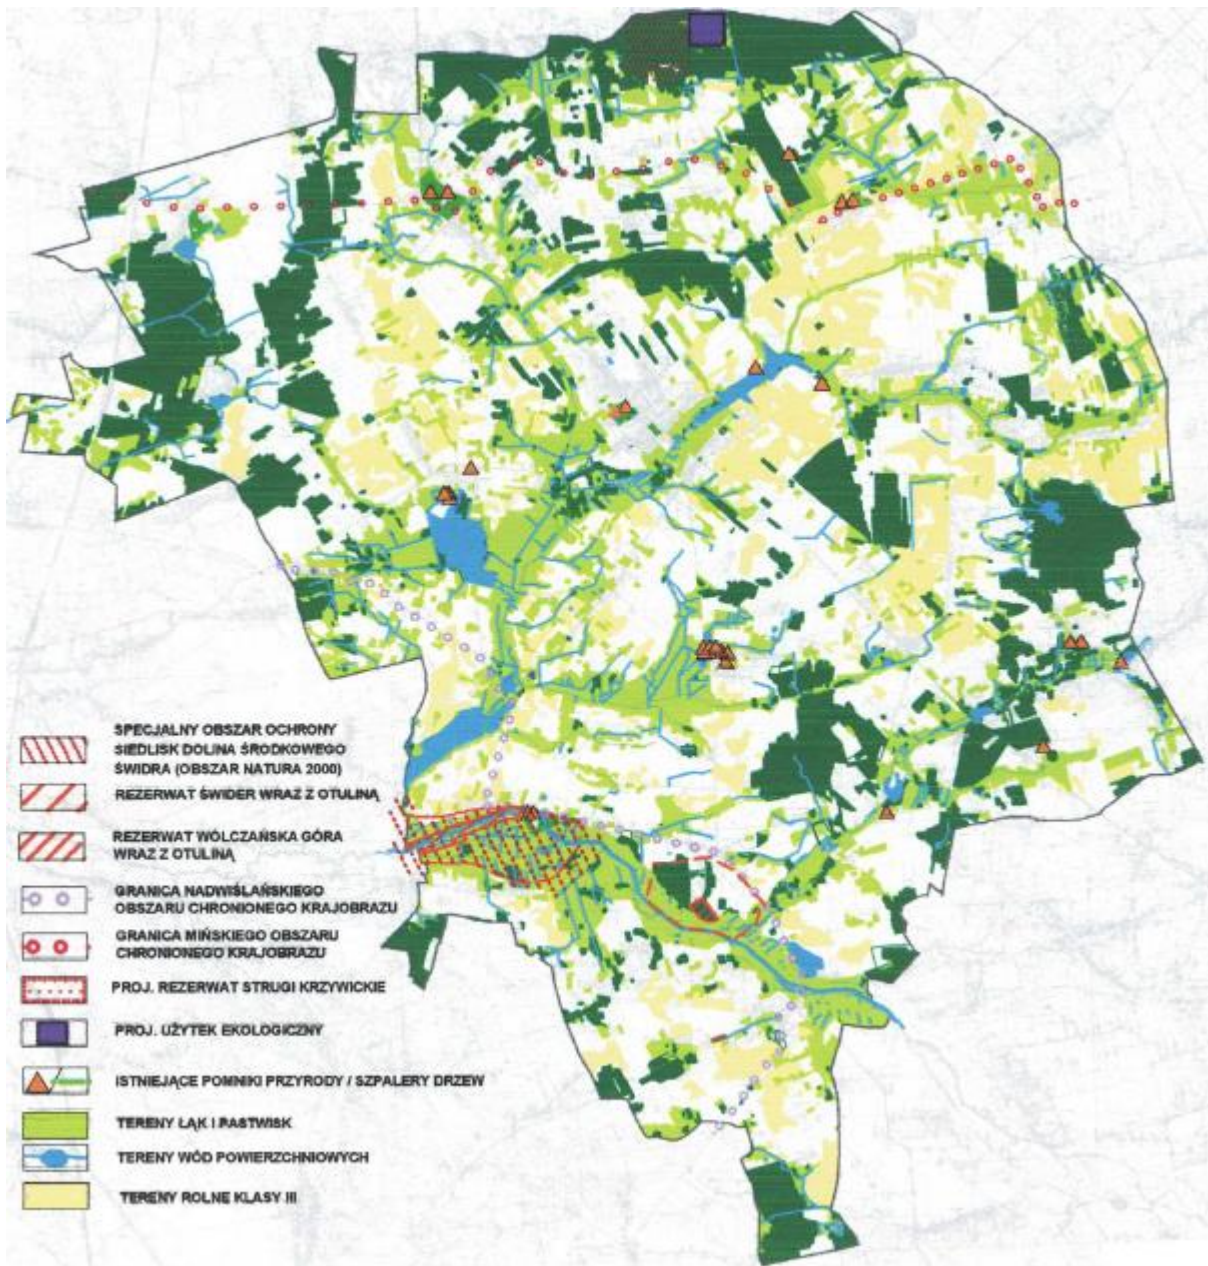 SPECJALNY OBSZAR OCHRONY
SIEDLISK DOLINA ŚRODKOWEGO
ŚWIDRA (OBSZAR NATURA 2000)
REZERWAT ŚWIDER WRAZ Z OTULINĄ
REZERWAT WÓLCZAŃSKA GÓRA
WRAZ Z OTULINĄ
GRANICA NADWIŚLAŃSKIEGO
OBSZARU CHRONIONEGO KRAJOBRAZU
GRANICA MIŃSKIEGO OBSZARU
CHRONIONEGO KRAJOBRAZU
PROJ. REZERWAT STRUGI KRZYWICKIE
PROJ. UŻYTEK EKOLOGICZNY
ISTNIEJĄCE POMNIKI PRZYRODY / SZPALERY DRZEW
TERENY ŁĄK I PASTWISK
TERENY WÓD POWIERZCHNIOWYCH
TERENY ROLNE KLASY III